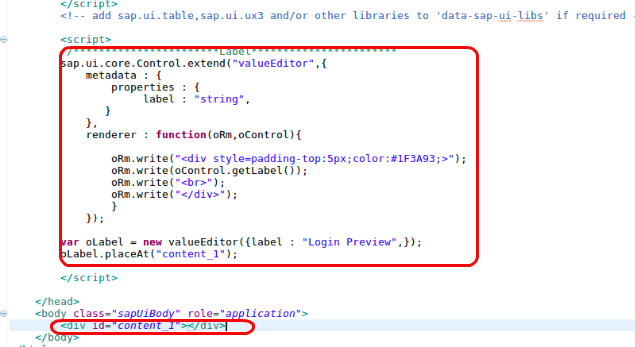 </script>
<!-- add sap.ui.table,sap.ui.ux3 and/or other libraries to 'data-sap-ui-libs' if required
<script>
/***********************Label***********************
sap.ui.core.Control.extend("valueEditor",{
metadata : {
properties : {
label : "string",
}
},
renderer : function(oRm,oControl){
oRm.write("<div style=padding-top:5px;color:#1F3A93;>");
oRm.write(oControl.getLabel());
oRm.write("<br>");
oRm.write("</div>");
}
});
var oLabel = new valueEditor({label : "Login Preview",});
oLabel.placeAt("content_1");
</script>
</head>
<body class="sapUiBody" role="application">
<div id="content_1"></div>
</body>